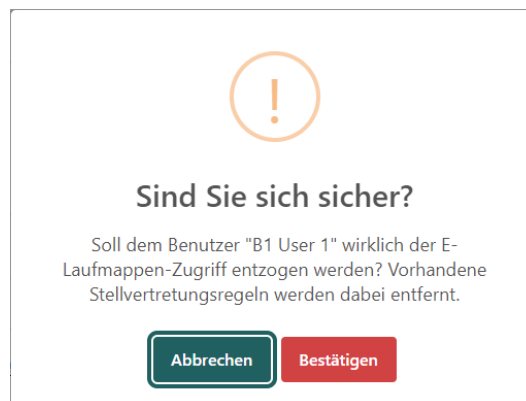 !
Sind Sie sich sicher?
Soll dem Benutzer "B1 User 1" wirklich der E-
Laufmappen-Zugriff entzogen werden? Vorhandene
Stellvertretungsregeln werden dabei entfernt.
Abbrechen
Bestätigen